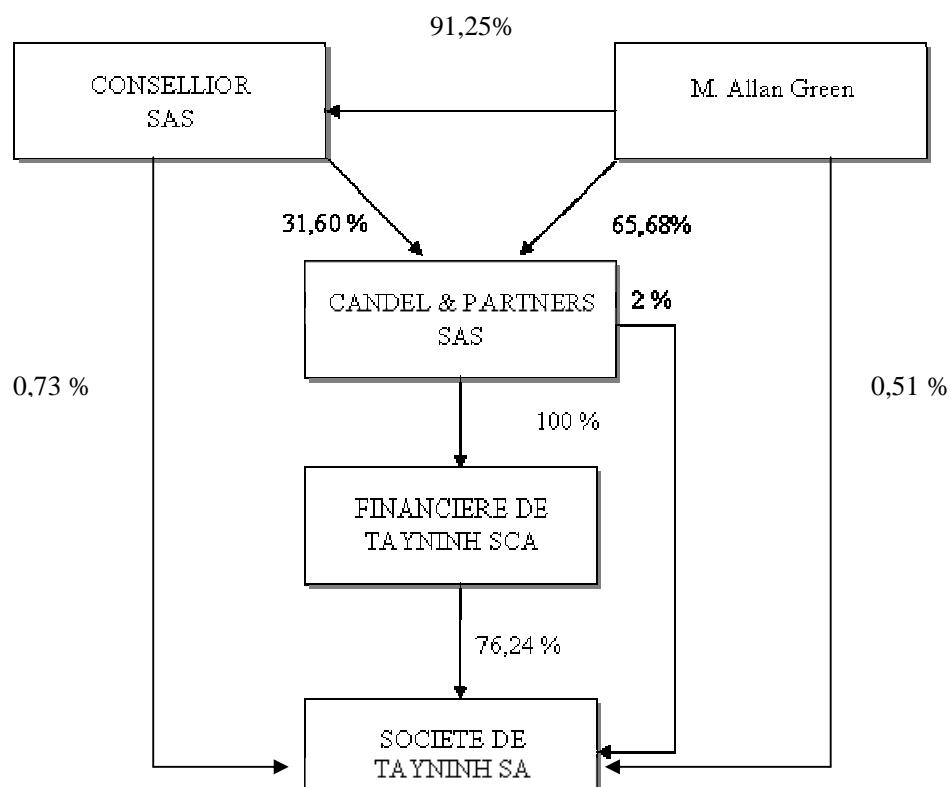 91,25%
CONSELLIOR
SAS
M. Allan Green
31,60 %
65,68%
CANDEL & PARTNERS
SAS
2 %
0,73 %
0,51 %
100 %
FINANCIERE DE
TAYNINH SCA
76,24 %
SOCIETE DE
TAYNINH SA